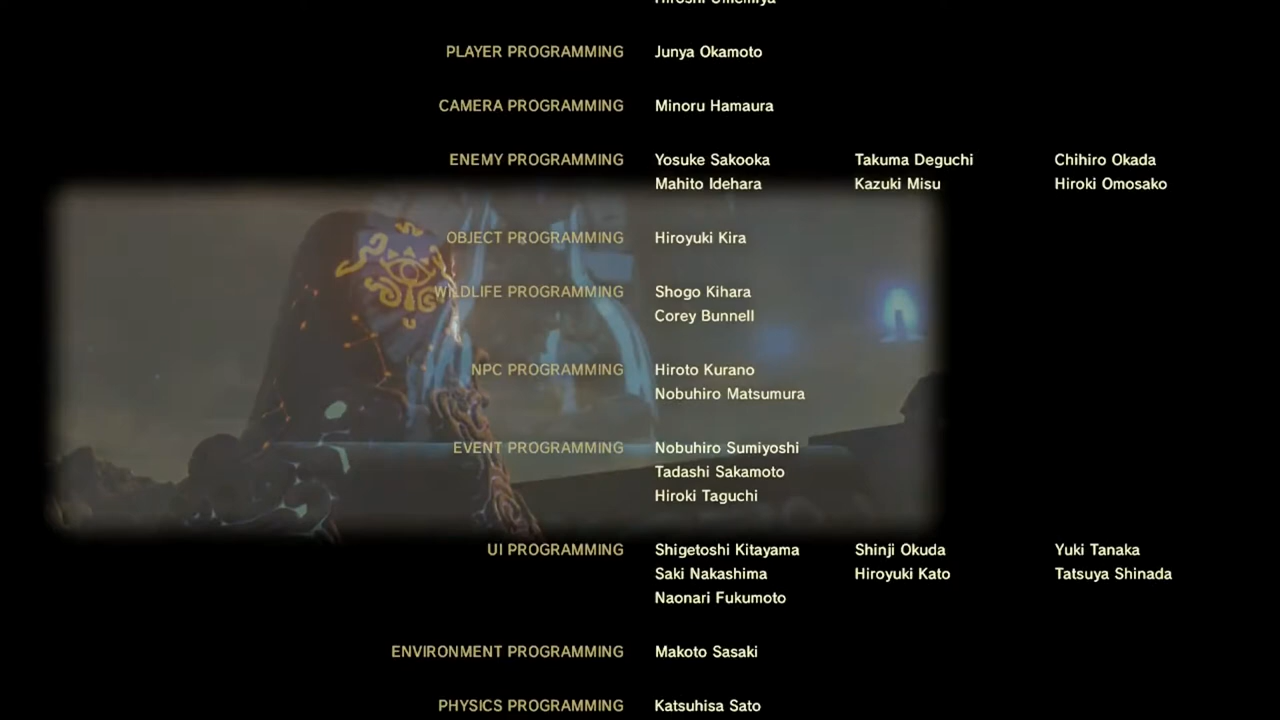 PLAYER PROGRAMMING Junya Okamoto
CAMERA PROGRAMMING Minoru Hamaura
ENEMY PROGRAMMING Yosuke Sakooka Takuma Deguchi Chihiro Okada
Mahito Idehara Kazuki Misu Hiroki Omosako
OBJECT PROGRAMMING Hiroyuki Kira
WILDLIFE PROGRAMMING Shogo Kihara
Corey Bunnell
NPC PROGRAMMING Hiroto Kurano
Nobuhiro Matsumura
EVENT PROGRAMMING Nobuhiro Sumiyoshi
Tadashi Sakamoto
Hiroki Taguchi
UI PROGRAMMING Shigetoshi Kitayama Shinji Okuda Yuki Tanaka
Saki Nakashima Hiroyuki Kato Tatsuya Shinada
Naonari Fukumoto
ENVIRONMENT PROGRAMMING Makoto Sasaki
PHYSICS PROGRAMMING Katsuhisa Sato